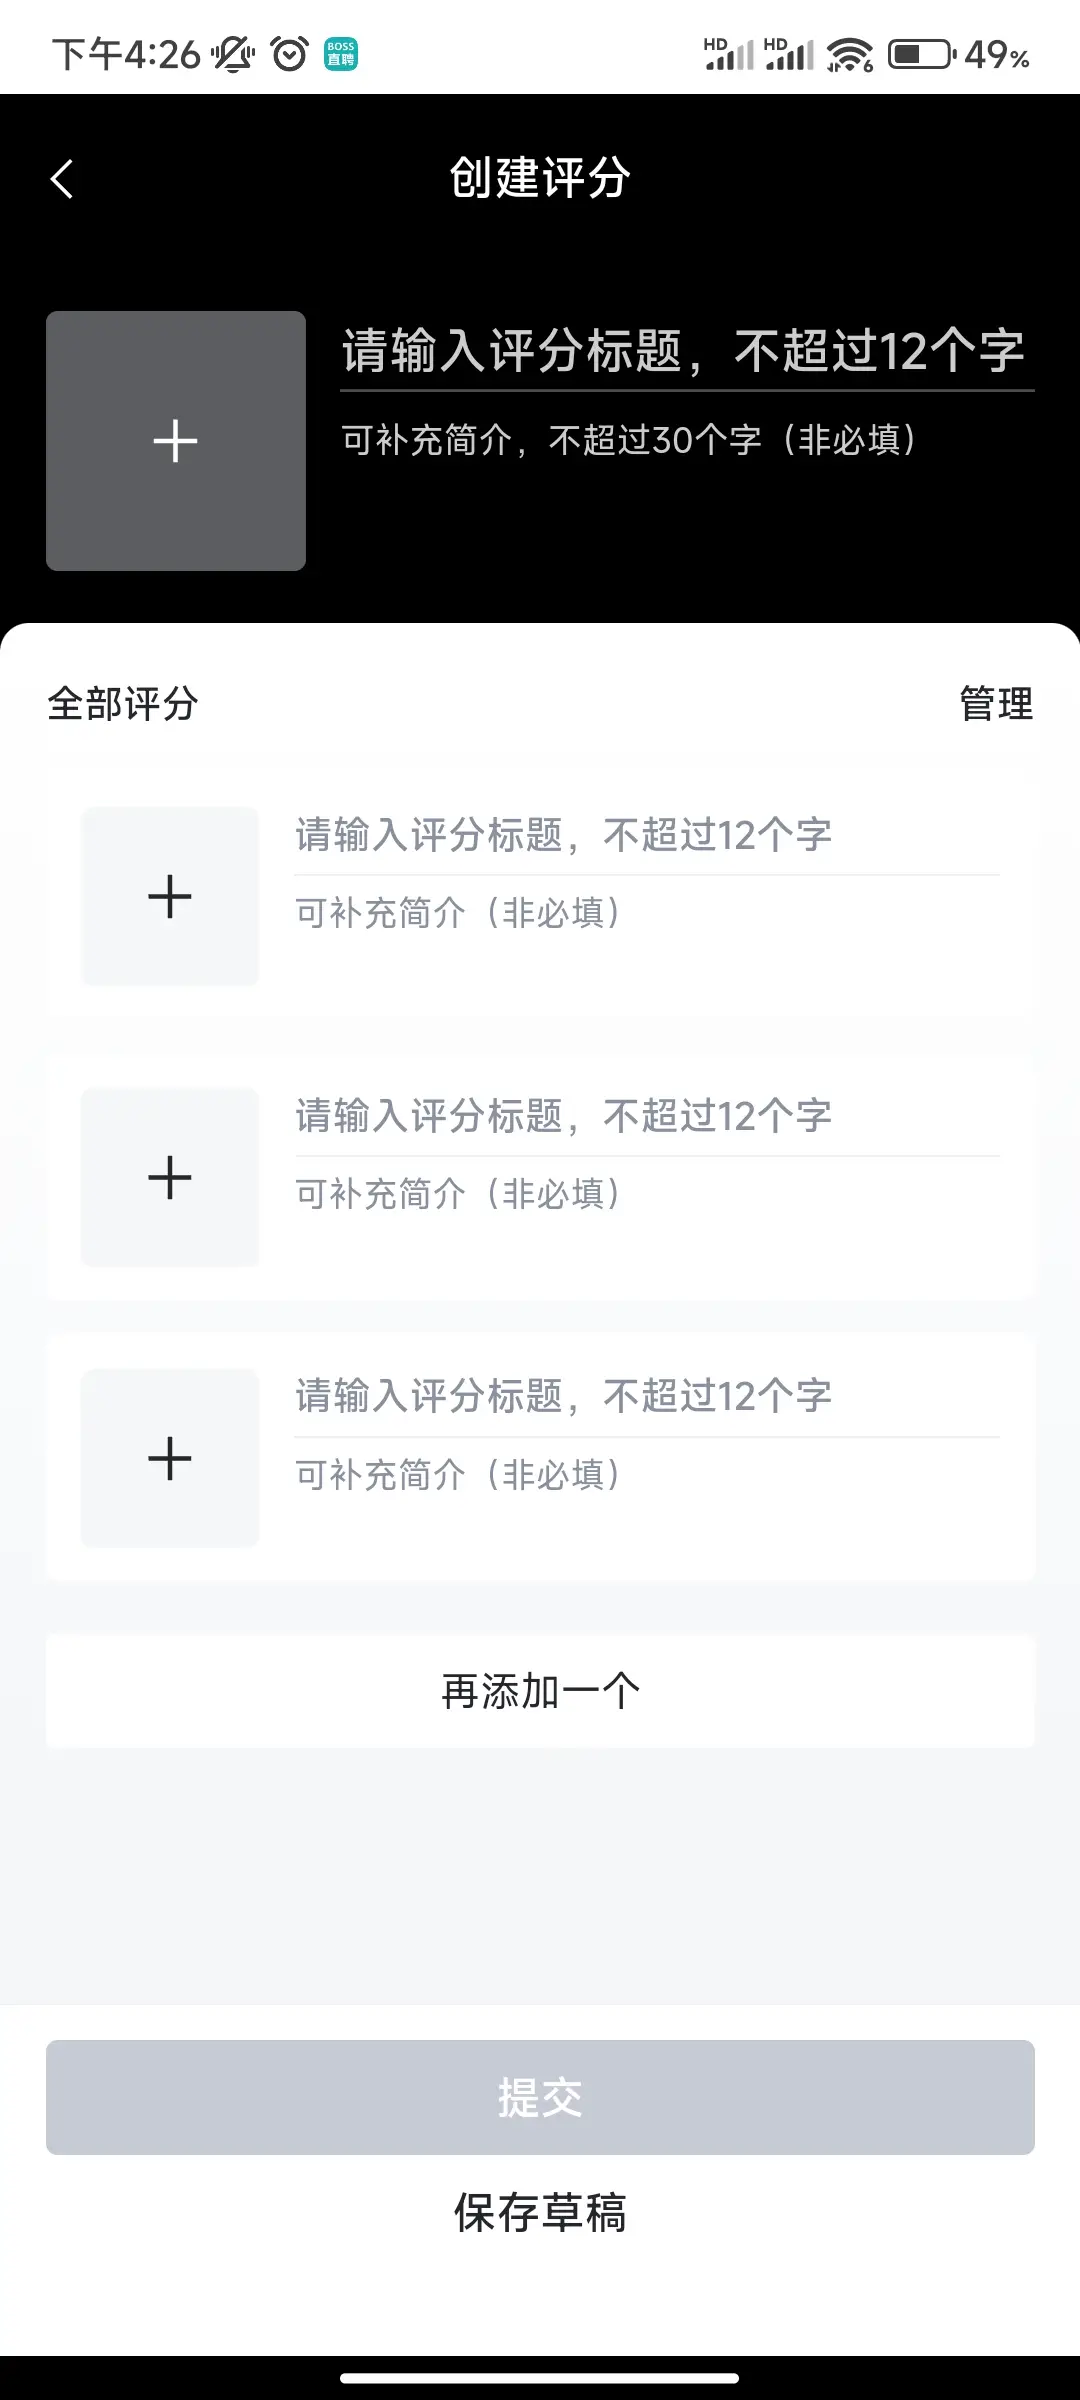 下午4:26 BOSS直聘 HD HD 6 49%
创建评分
请输入评分标题，不超过12个字
可补充简介，不超过30个字（非必填）
全部评分 管理
请输入评分标题，不超过12个字
可补充简介（非必填）
请输入评分标题，不超过12个字
可补充简介（非必填）
请输入评分标题，不超过12个字
可补充简介（非必填）
再添加一个
提交
保存草稿